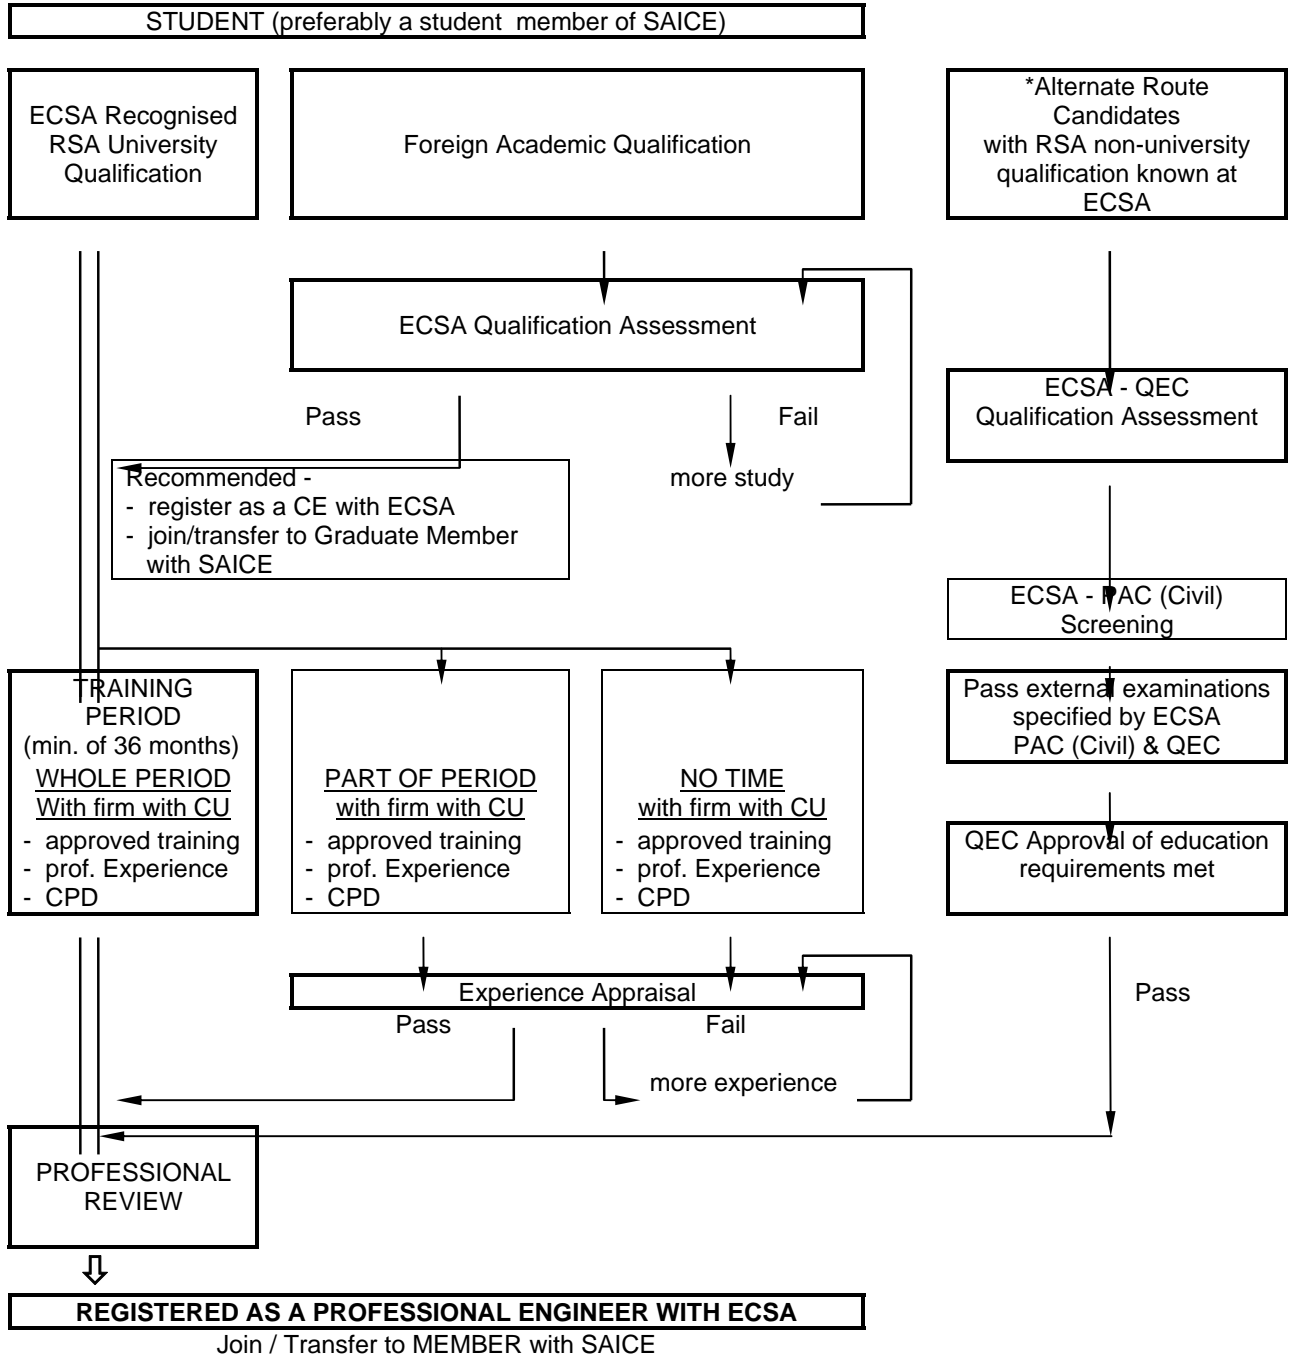 STUDENT (preferably a student  member of SAICE)
ECSA Recognised
RSA University
Qualification
Foreign Academic Qualification
*Alternate Route
Candidates
with RSA non-university
qualification known at
ECSA
ECSA Qualification Assessment
Pass
Fail
more study
ECSA - QEC
Qualification Assessment
Recommended -
- register as a CE with ECSA
- join/transfer to Graduate Member
with SAICE
ECSA - PAC (Civil)
Screening
TRAINING
PERIOD
(min. of 36 months)
WHOLE PERIOD
With firm with CU
- approved training
- prof. Experience
- CPD
PART OF PERIOD
with firm with CU
- approved training
- prof. Experience
- CPD
NO TIME
with firm with CU
- approved training
- prof. Experience
- CPD
Pass external examinations
specified by ECSA
PAC (Civil) & QEC
QEC Approval of education
requirements met
Experience Appraisal
Pass
Fail
more experience
Pass
PROFESSIONAL
REVIEW
REGISTERED AS A PROFESSIONAL ENGINEER WITH ECSA
Join / Transfer to MEMBER with SAICE